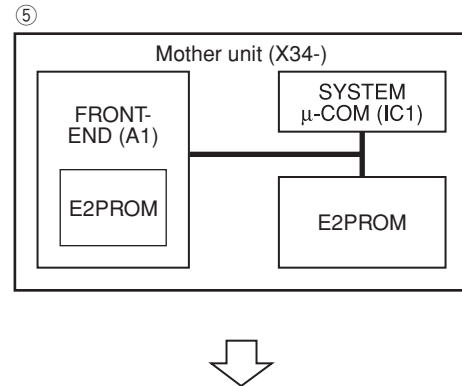 ⑤
Mother unit (X34-)
FRONT-
END (A1)
E2PROM
SYSTEM
μ-COM (IC1)
E2PROM